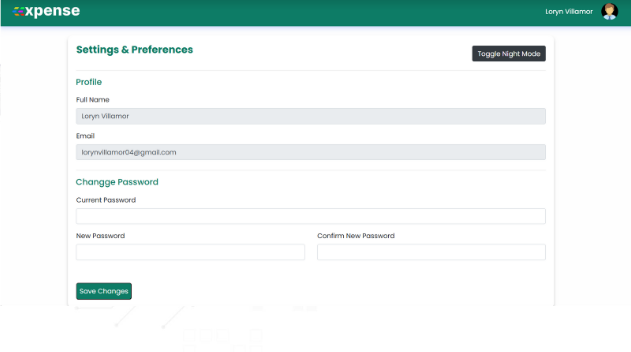 xpense
Loryn Villamor
Settings & Preferences
Toggle Night Mode
Profile
Full Name
Loryn Villamor
Email
lorynvillamor04@gmail.com
Changge Password
Current Password
New Password
Confirm New Password
Save Changes